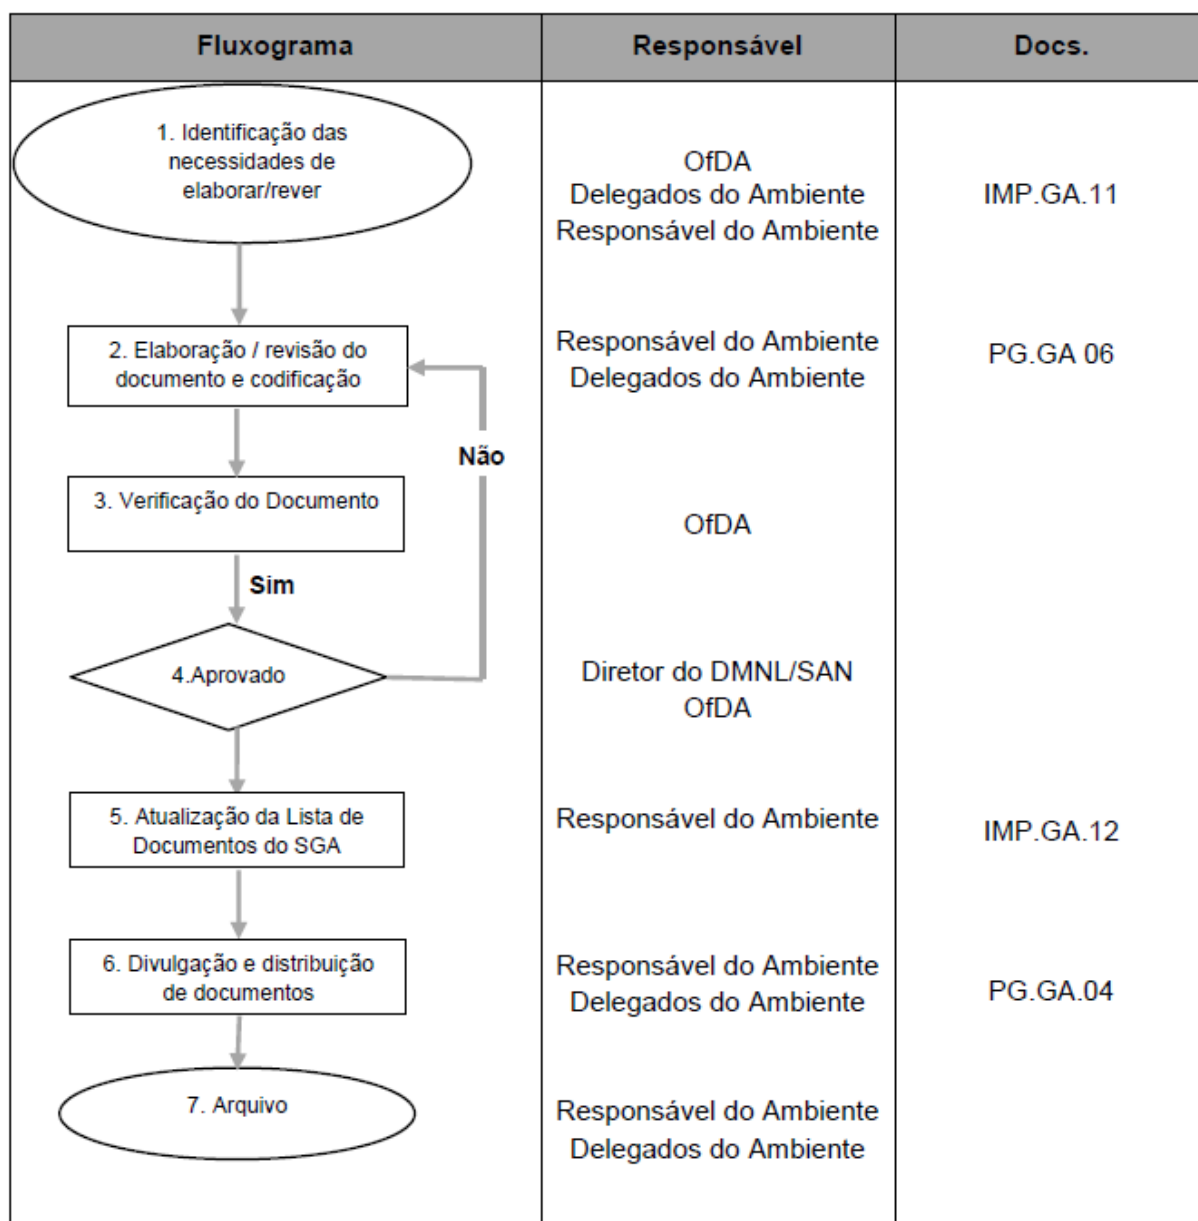 Fluxograma
Responsável
Docs.
1. Identificação das
necessidades de
elaborar/rever
OfDA
Delegados do Ambiente
Responsável do Ambiente
IMP.GA.11
2. Elaboração / revisão do
documento e codificação
Responsável do Ambiente
Delegados do Ambiente
PG.GA 06
Não
3. Verificação do Documento
OfDA
Sim
4.Aprovado
Diretor do DMNL/SAN
OfDA
5. Atualização da Lista de
Documentos do SGA
Responsável do Ambiente
IMP.GA.12
6. Divulgação e distribuição
de documentos
Responsável do Ambiente
Delegados do Ambiente
PG.GA.04
7. Arquivo
Responsável do Ambiente
Delegados do Ambiente